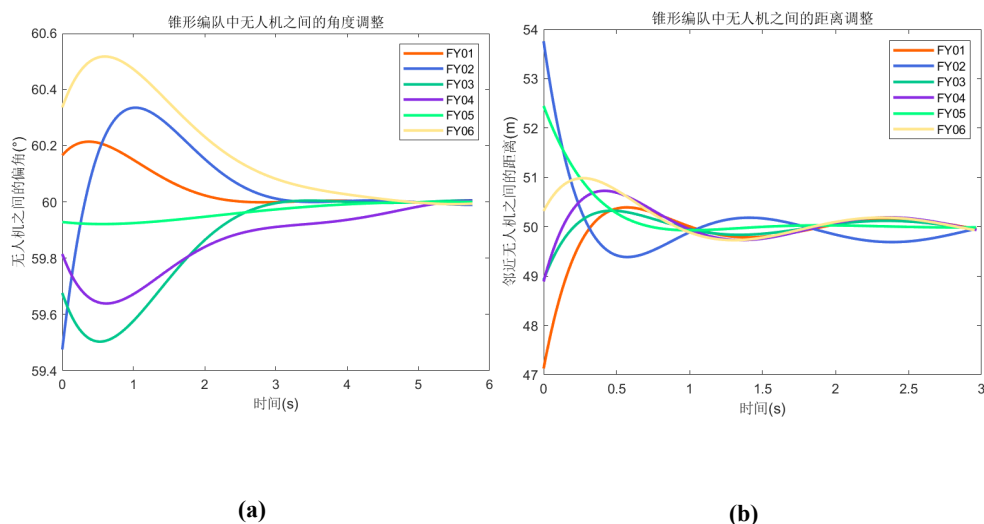 锥形编队中无人机之间的角度调整
60.6
60.4
60.2
60
59.8
59.6
59.4
无人机之间的偏角(°)
FY01
FY02
FY03
FY04
FY05
FY06
0
1
2
3
4
5
6
时间(s)
(a)
锥形编队中无人机之间的距离调整
54
53
52
51
50
49
48
47
邻近无人机之间的距离(m)
FY01
FY02
FY03
FY04
FY05
FY06
0
0.5
1
1.5
2
2.5
3
时间(s)
(b)